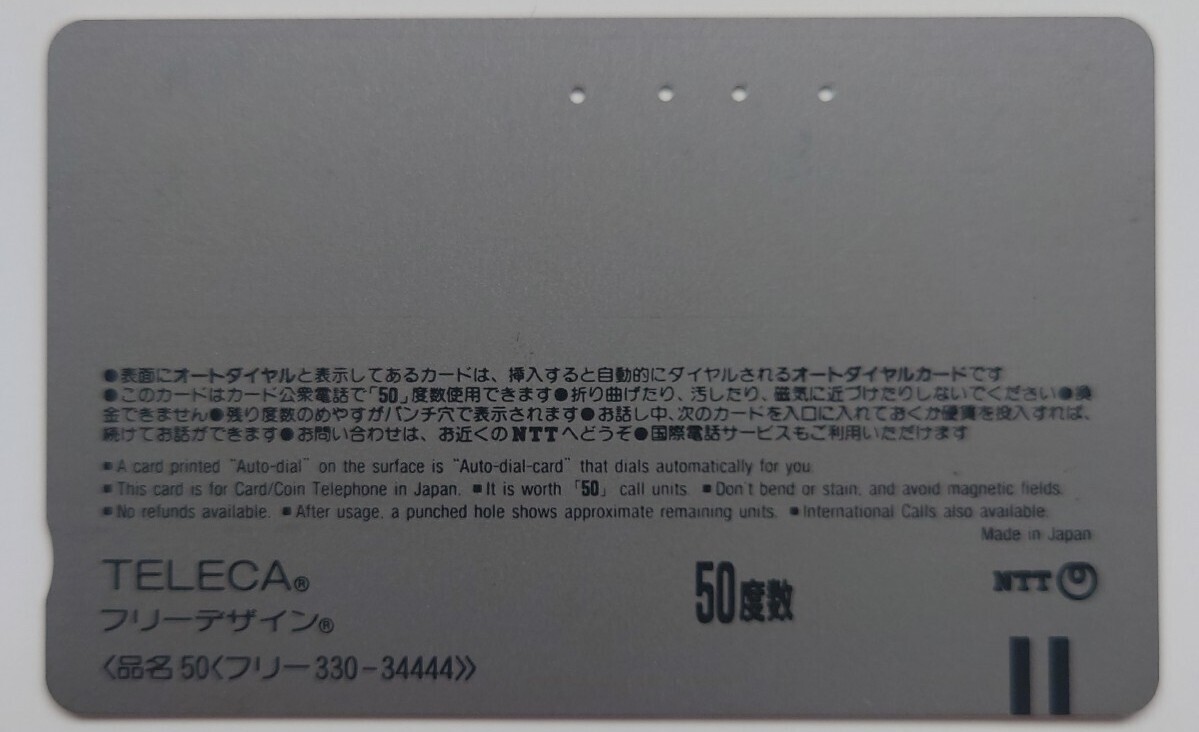 ●表面にオートダイヤルと表示してあるカードは、挿入すると自動的にダイヤルされるオートダイヤルカードです
●このカードはカード公衆電話で「50」度数使用できます●折り曲げたり、汚したり、磁気に近づけたりしないでください●換
金できません●残り度数のめやすがパンチ穴で表示されます●お話し中、次のカードを入口に入れておくか硬貨を投入すれば、
続けてお話ができます●お問い合わせは、お近くのNTTへどうぞ●国際電話サービスもご利用いただけます
■A card printed "Auto-dial" on the surface is "Auto-dial-card" that dials automatically for you.
■This card is for Card/Coin Telephone in Japan. ■It is worth「50」call units. ■Don't bend or stain, and avoid magnetic fields.
■No refunds available. ■After usage, a punched hole shows approximate remaining units. ■International Calls also available.
Made in Japan
TELECA®
フリーデザイン®
〈品名 50〈フリー330-34444〉〉
50度数
NTT